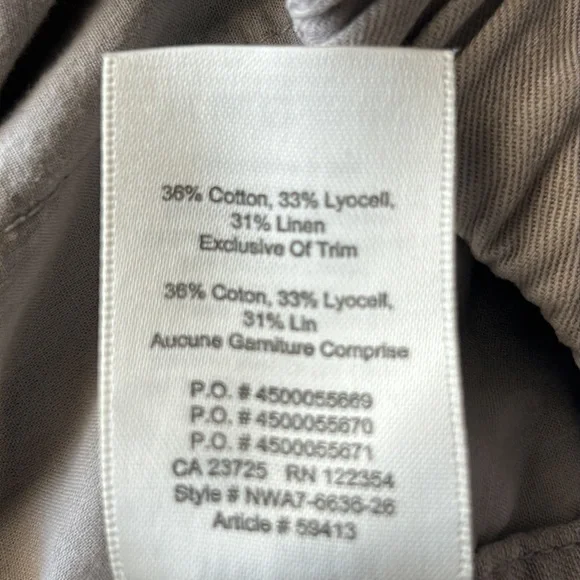 36% Cotton, 33% Lyocell,
31% Linen
Exclusive Of Trim
36% Coton, 33% Lyocell,
31% Lin
Aucune Garniture Comprise
P.O. # 4500055669
P.O. # 4500055670
P.O. # 4500055671
CA 23725 RN 122354
Style # NWA7-6636-26
Article # 59413